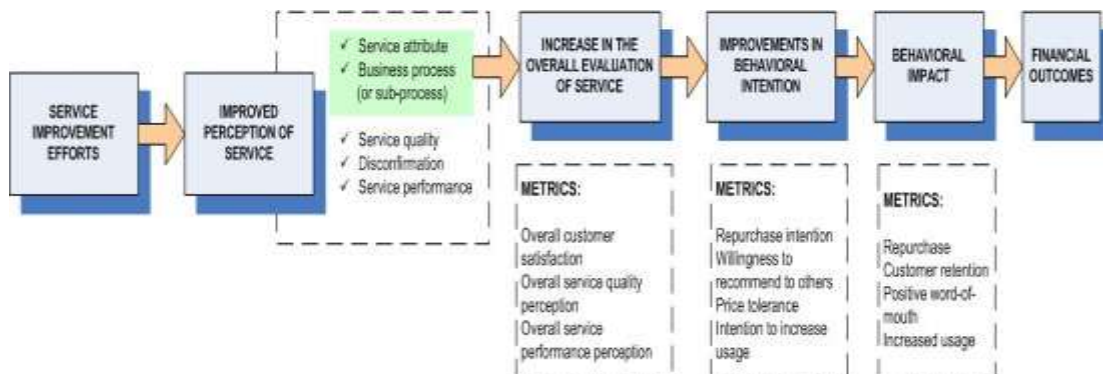 SERVICE
IMPROVEMENT
EFFORTS
IMPROVED
PERCEPTION OF
SERVICE
✓ Service attribute
✓ Business process
(or sub-process)
✓ Service quality
✓ Disconfirmation
✓ Service performance
INCREASE IN THE
OVERALL EVALUATION
OF SERVICE
IMPROVEMENTS IN
BEHAVIORAL
INTENTION
BEHAVIORAL
IMPACT
FINANCIAL
OUTCOMES
METRICS:
Overall customer
satisfaction
Overall service quality
perception
Overall service
performance perception
METRICS:
Repurchase intention
Willingness to
recommend to others
Price tolerance
Intention to increase
usage
METRICS:
Repurchase
Customer retention
Positive word-of-
mouth
Increased usage